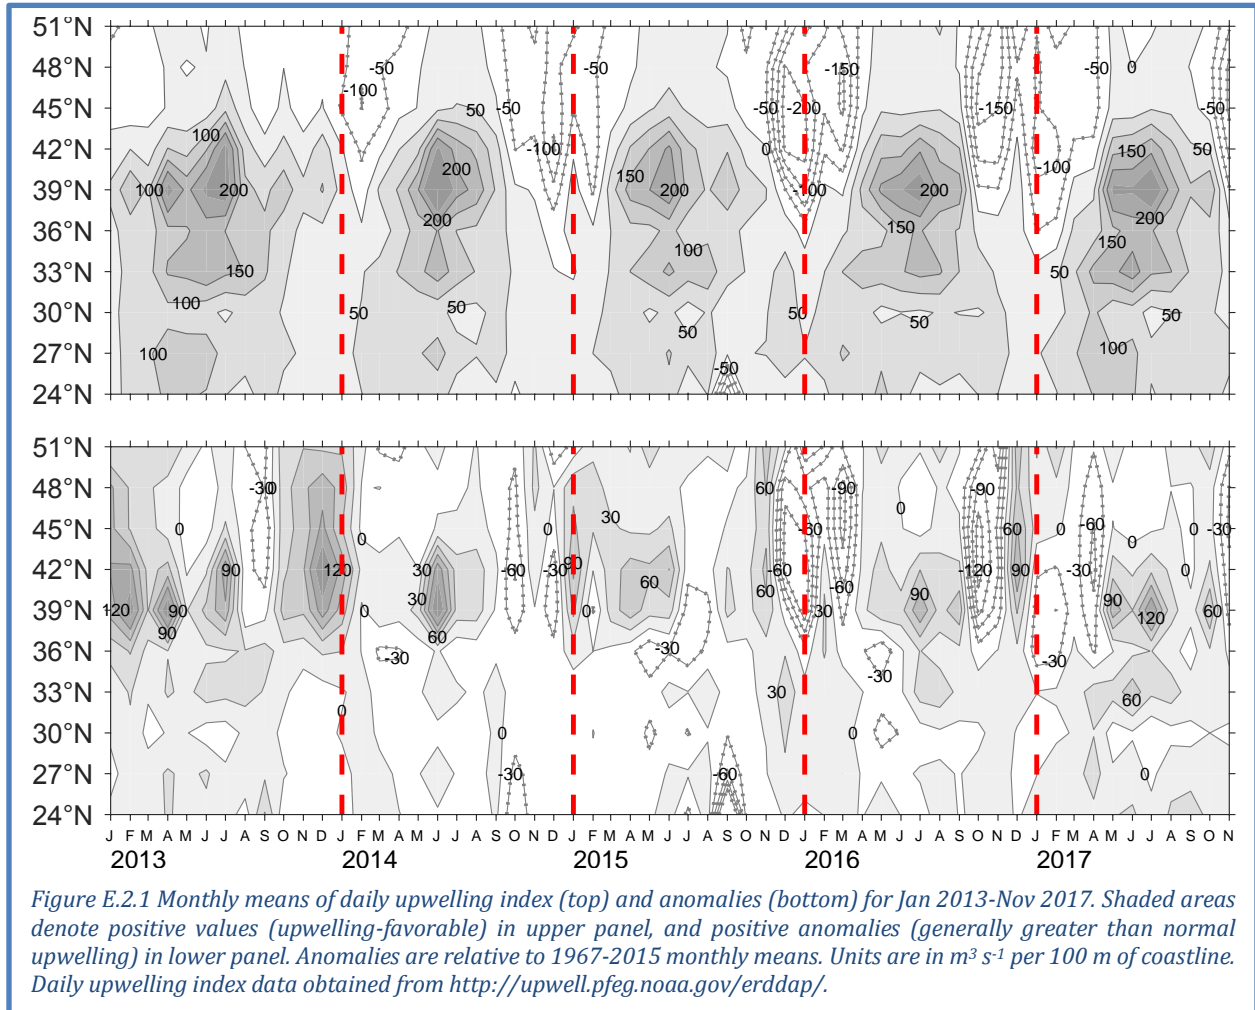 51°N
48°N
45°N
42°N
39°N
36°N
33°N
30°N
27°N
24°N
-50 -50 -150 -50 0
-100
50 -50 -50 -200 -150 -50
100 -100 0 -100 150 50
100 200 200 150 200 -100 200
200 150 200
150 100 150 50
100 50 50 50 50 50
50 50
100 -50 100
51°N
48°N
45°N
42°N
39°N
36°N
33°N
30°N
27°N
24°N
-30 60 -90 -90
0 0 0 30 -30 0 60 0 -60 0 0 -30
90 120 30 -60 -30 90 60 -60 -60 -120 90 -30 0
120 90 0 30 0 60 30 90 90 120 60
90 60
-30 -30 -30 -30
30 60
0 0 0
-30 -60 0
J F M A M J J A S O N D J F M A M J J A S O N D J F M A M J J A S O N D J F M A M J J A S O N D J F M A M J J A S O N
2013 2014 2015 2016 2017
Figure E.2.1 Monthly means of daily upwelling index (top) and anomalies (bottom) for Jan 2013-Nov 2017. Shaded areas
denote positive values (upwelling-favorable) in upper panel, and positive anomalies (generally greater than normal
upwelling) in lower panel. Anomalies are relative to 1967-2015 monthly means. Units are in m³ s⁻¹ per 100 m of coastline.
Daily upwelling index data obtained from http://upwell.pfeg.noaa.gov/erddap/.